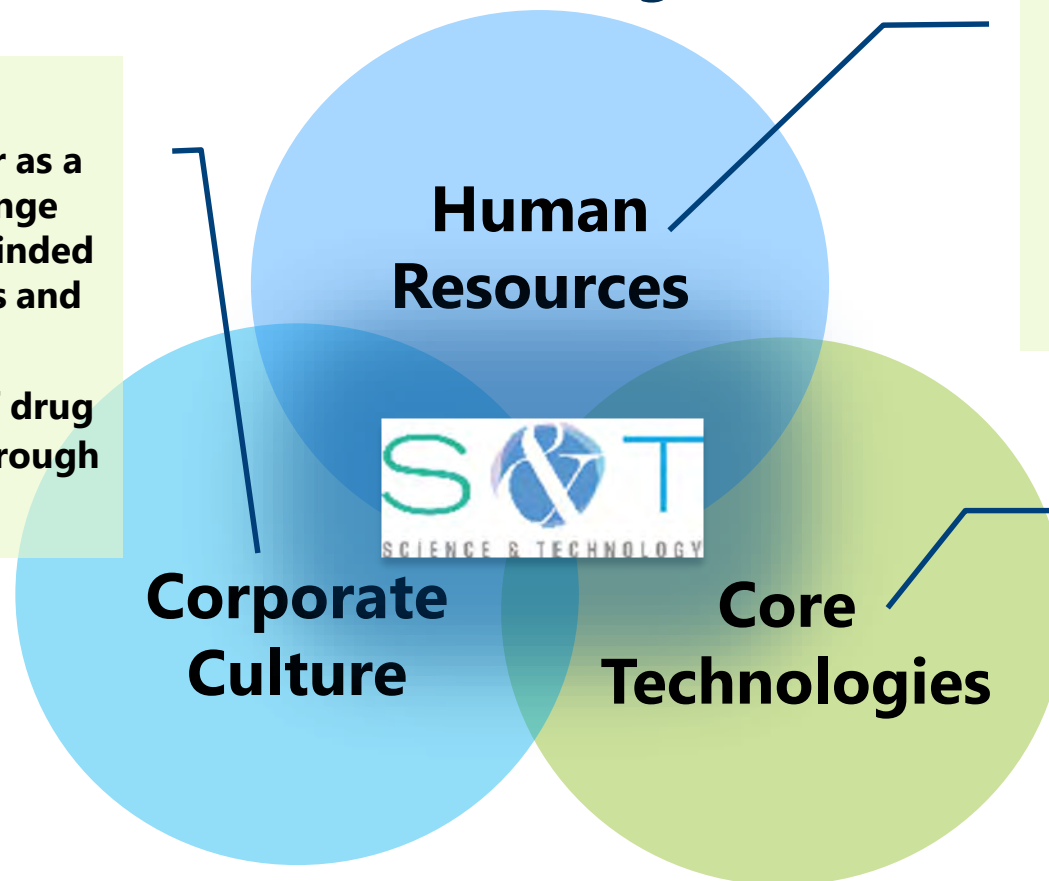 Human
Resources
r as a
nge
inded
s and
drug
rough
S&T
SCIENCE & TECHNOLOGY
Corporate
Culture
Core
Technologies